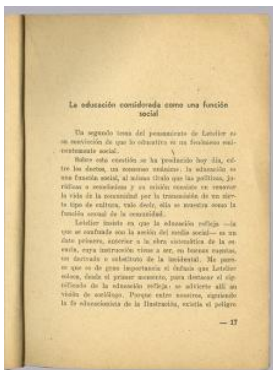 La educación considerada como una función
social
Un segundo tema del pensamiento de Letelier es
su convicción de que lo educativo es un fenómeno emi-
nentemente social.
Sobre esta cuestión se ha producido hoy día, en-
tre los doctos, un consenso unánime: la educación es
una función social, al mismo título que las políticas, ju-
rídicas o económicas y su misión consiste en renovar
la vida de la comunidad por la transmisión de un cier-
to tipo de cultura, vale decir, ella se muestra como la
función sexual de la comunidad.
Letelier insiste en que la educación refleja —la
que se confunde con la acción del medio social— es un
dato primero, anterior a la obra sistemática de la es-
cuela, cuya instrucción viene a ser, en buenas cuentas,
un derivado o substituto de la incidental. Me pare-
ce que es de gran importancia el énfasis que Letelier
coloca, desde el primer momento, para destacar el sig-
nificado de la educación refleja: se advierte allí su
visión de sociólogo. Porque entre nosotros, siguiendo
la fe educacionista de la Ilustración, existía el peligro
— 17